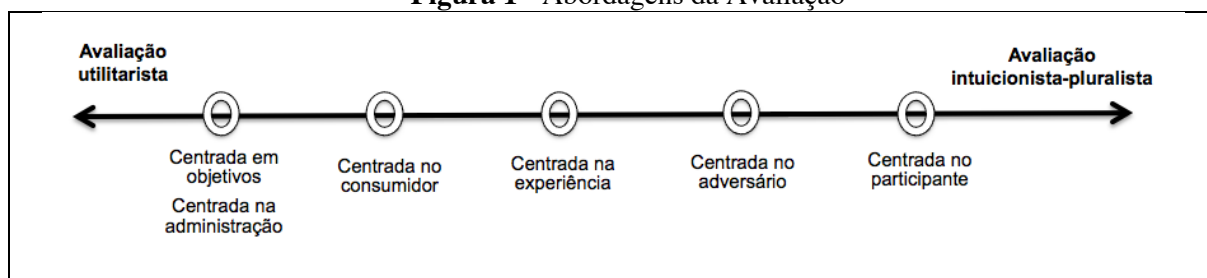 Figura 1 - Abordagens da Avaliação
Avaliação
utilitarista
Avaliação
intuicionista-pluralista
Centrada em
objetivos
Centrada na
administração
Centrada no
consumidor
Centrada na
experiência
Centrada no
adversário
Centrada no
participante